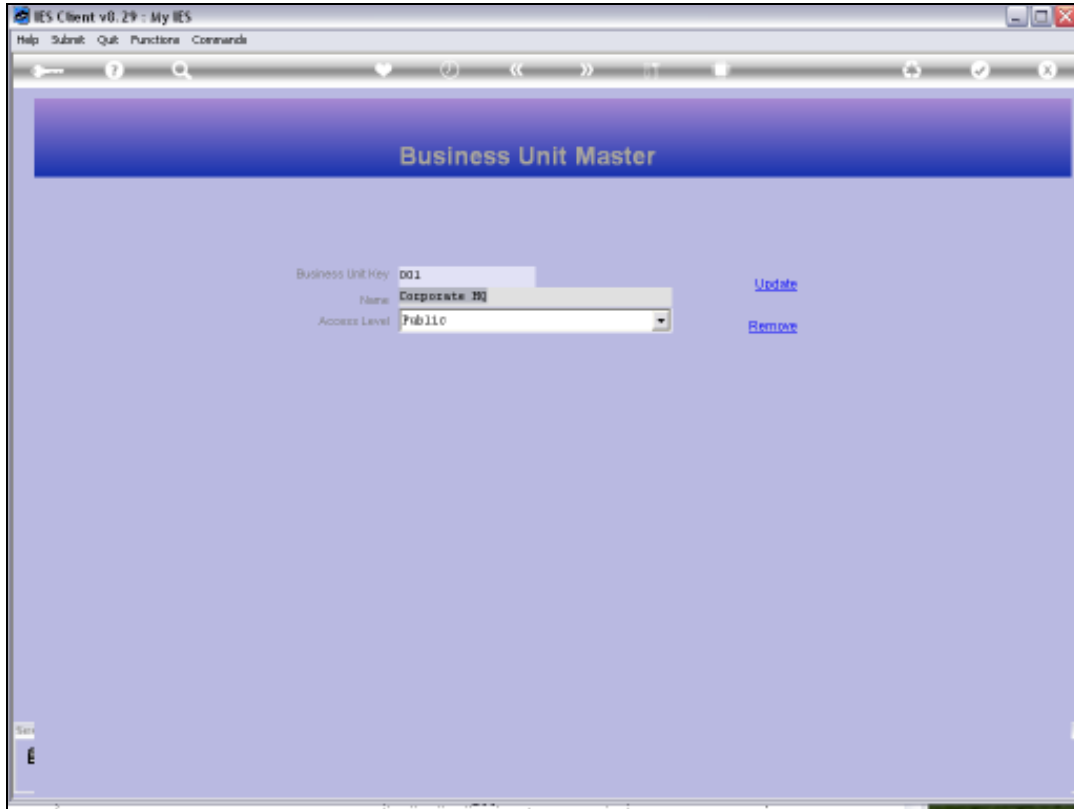 IES Client v8.29 : My IES
Help Submit Quit Functions Commands
Business Unit Master
Business Unit Key 001
Update
Name Corporate HQ
Access Level Public
Remove